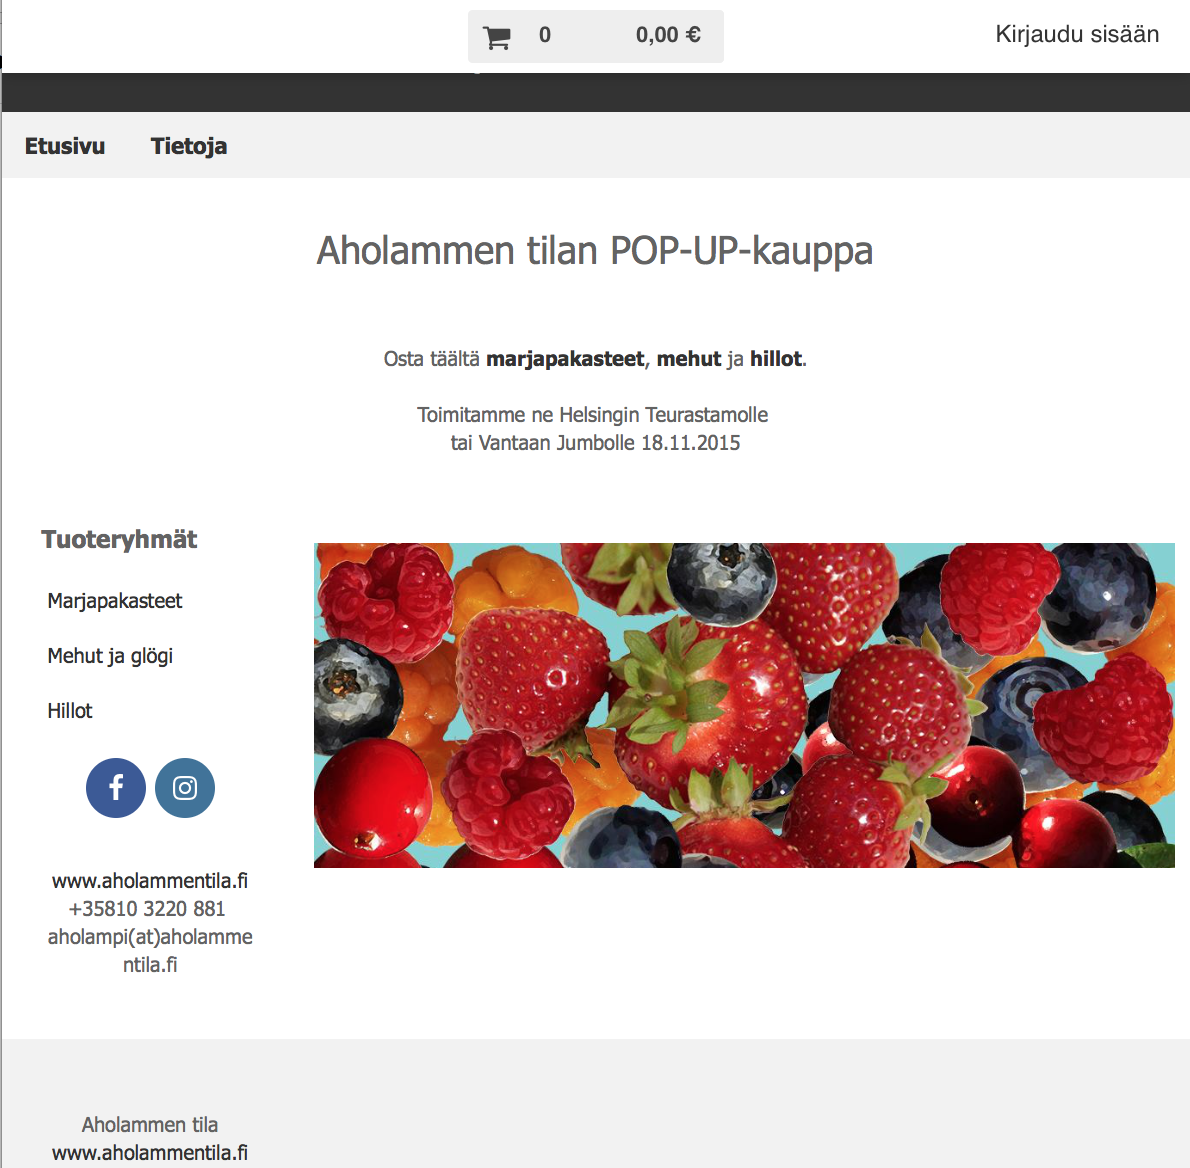 0 0,00 € Kirjaudu sisään
Etusivu Tietoja
Aholammen tilan POP-UP-kauppa
Osta täältä marjapakasteet, mehut ja hillot.
Toimitamme ne Helsingin Teurastamolle
tai Vantaan Jumbolle 18.11.2015
Tuoteryhmät
Marjapakasteet
Mehut ja glögi
Hillot
www.aholammentila.fi
+35810 3220 881
aholampi(at)aholamme
ntila.fi
Aholammen tila
www.aholammentila.fi